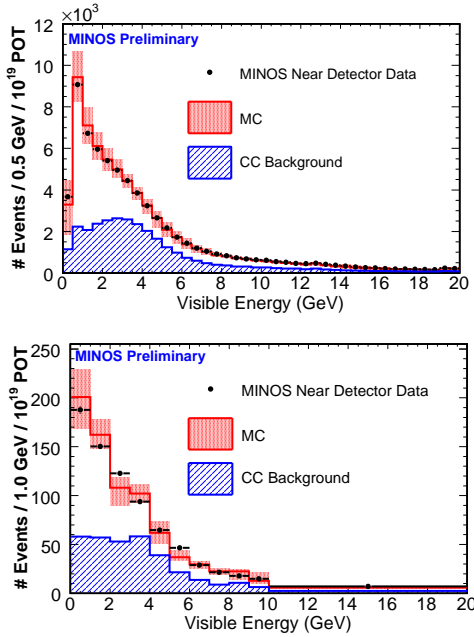 ×10³
MINOS Preliminary
MINOS Near Detector Data
MC
CC Background
# Events / 0.5 GeV / 10¹⁹ POT
12
10
8
6
4
2
0
0 2 4 6 8 10 12 14 16 18 20
Visible Energy (GeV)
MINOS Preliminary
MINOS Near Detector Data
MC
CC Background
# Events / 1.0 GeV / 10¹⁹ POT
250
200
150
100
50
0
0 2 4 6 8 10 12 14 16 18 20
Visible Energy (GeV)